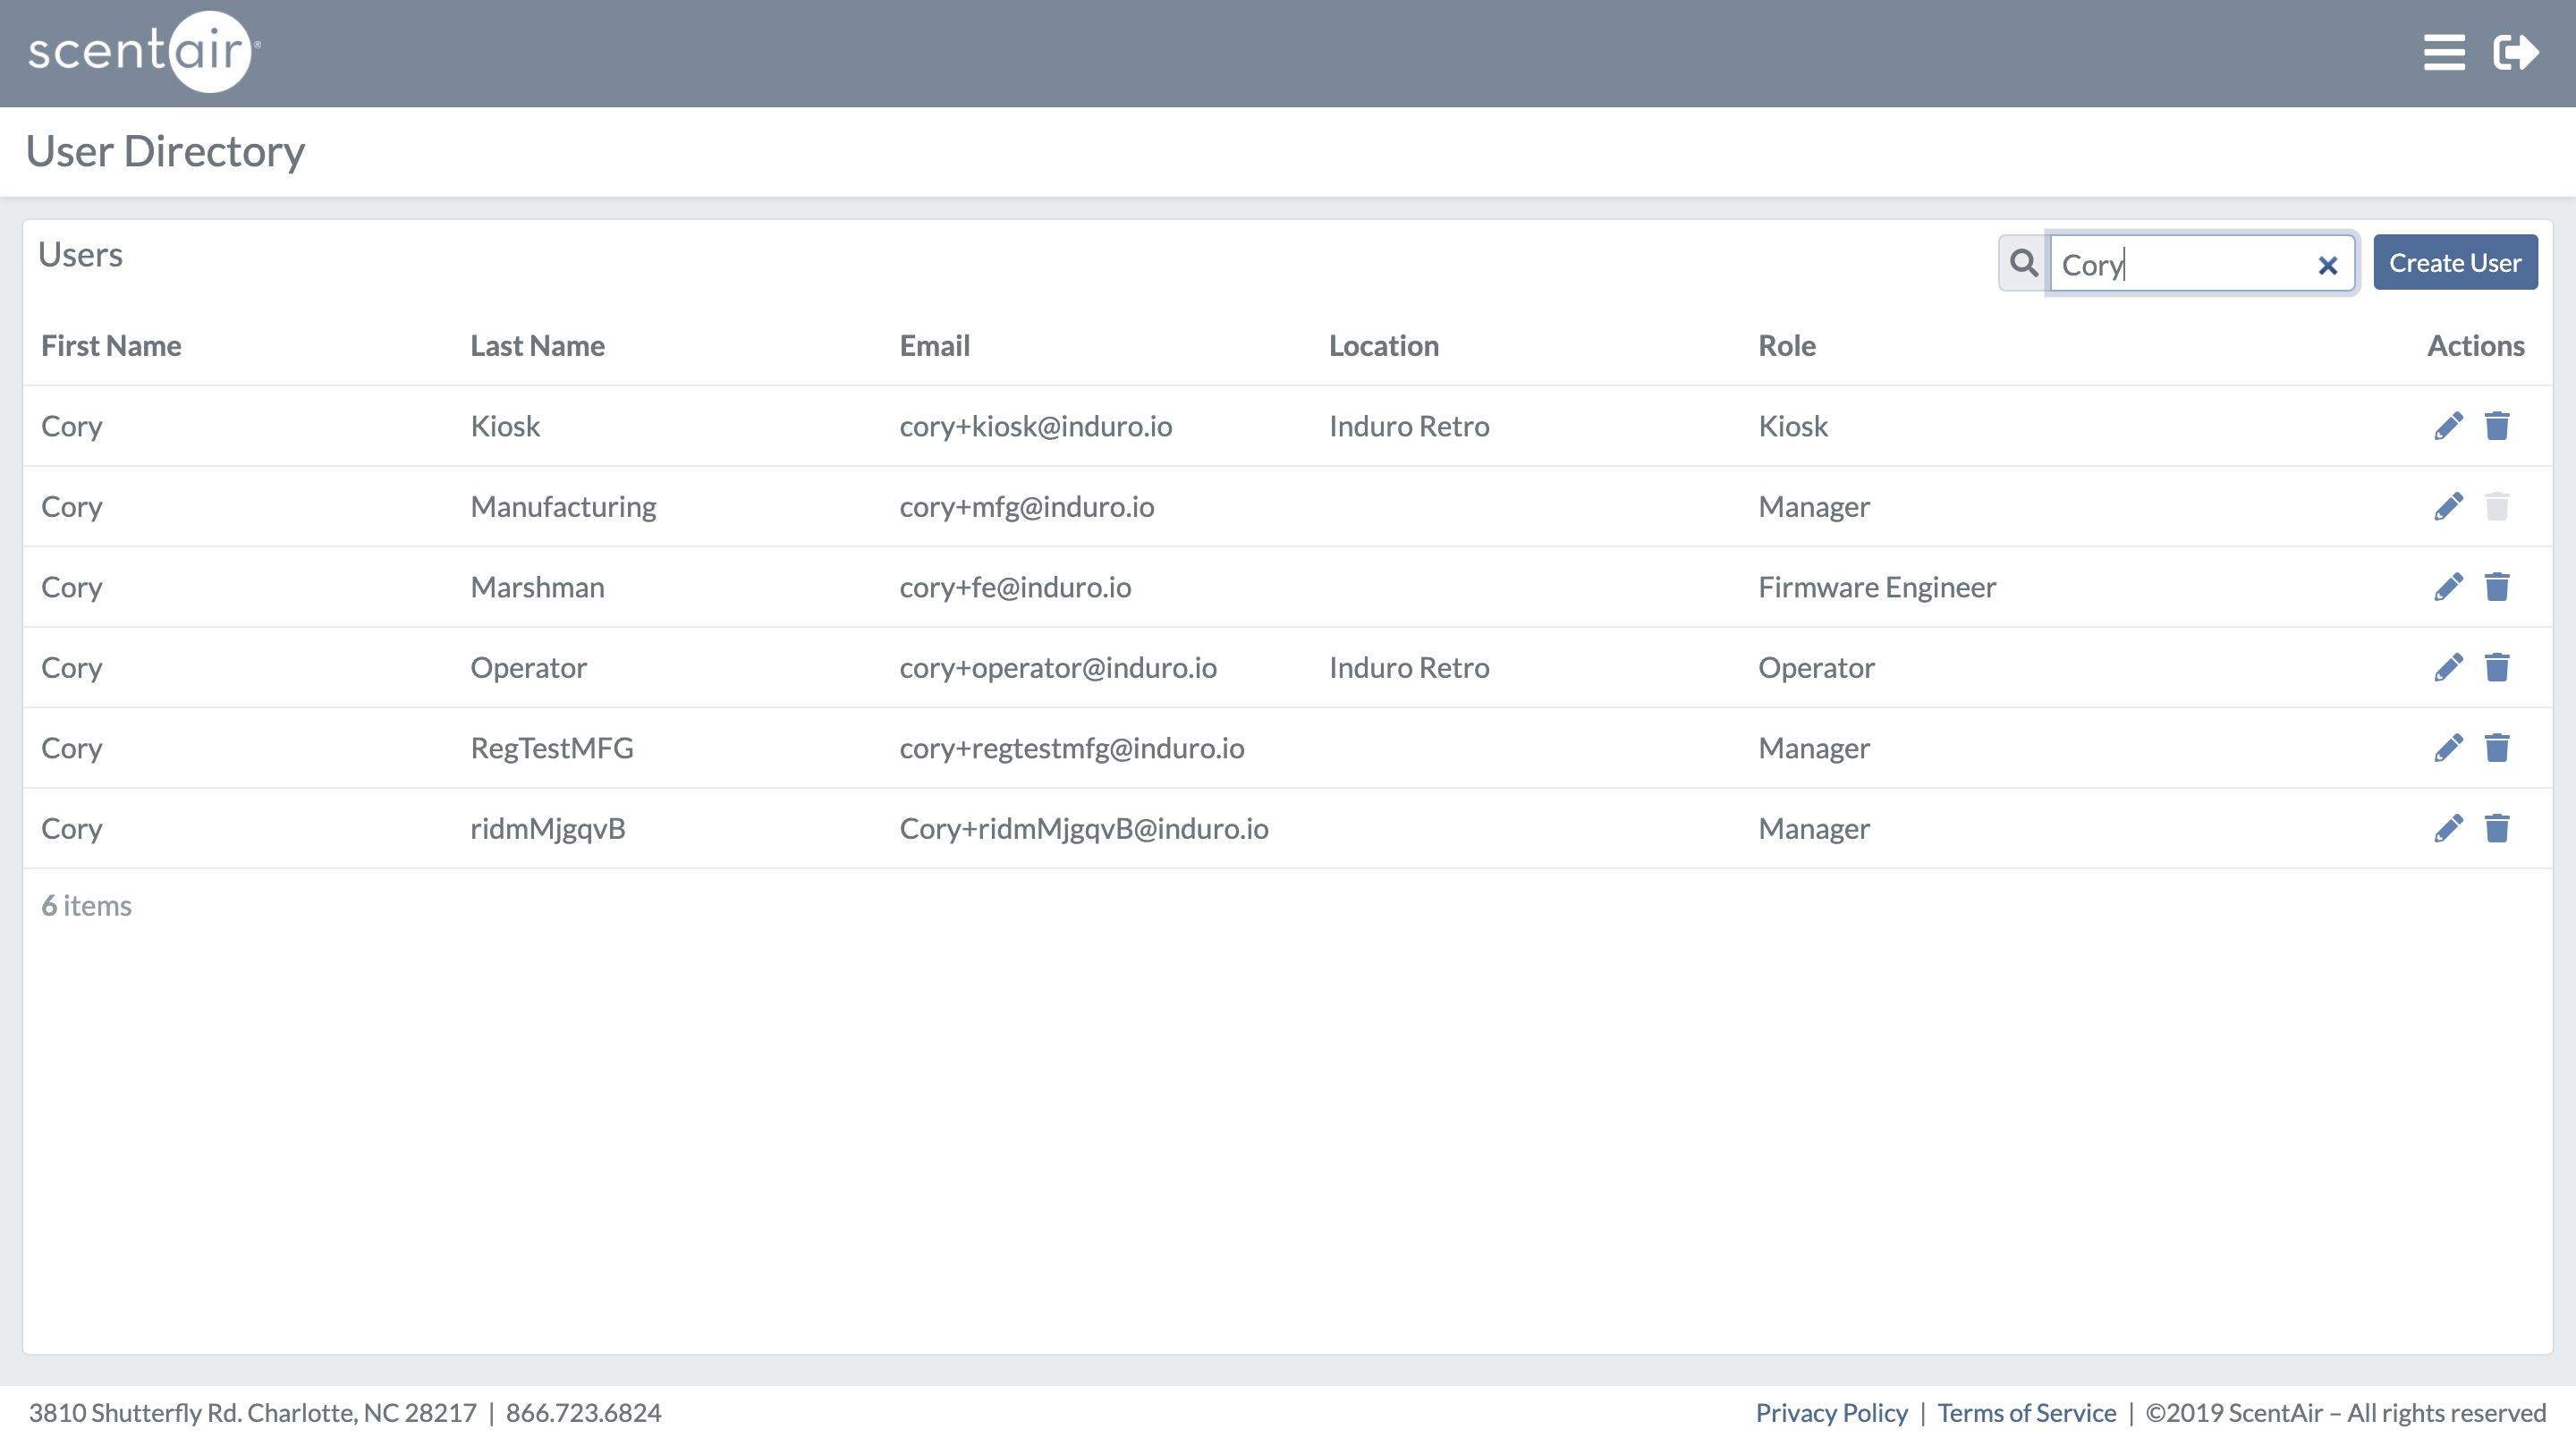 scentair®
User Directory
Users
Cory
Create User
First Name Last Name Email Location Role Actions
Cory Kiosk cory+kiosk@induro.io Induro Retro Kiosk
Cory Manufacturing cory+mfg@induro.io Manager
Cory Marshman cory+fe@induro.io Firmware Engineer
Cory Operator cory+operator@induro.io Induro Retro Operator
Cory RegTestMFG cory+regtestmfg@induro.io Manager
Cory ridmMjgqvB Cory+ridmMjgqvB@induro.io Manager
6 items
3810 Shutterfly Rd. Charlotte, NC 28217 | 866.723.6824
Privacy Policy | Terms of Service | ©2019 ScentAir – All rights reserved